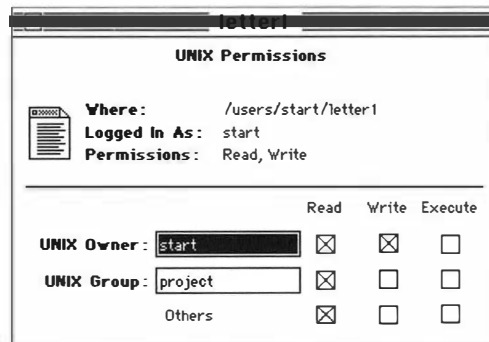 letter1
UNIX Permissions
Where: /users/start/letter1
Logged In As: start
Permissions: Read, Write
Read Write Execute
UNIX Owner: start
UNIX Group: project
Others